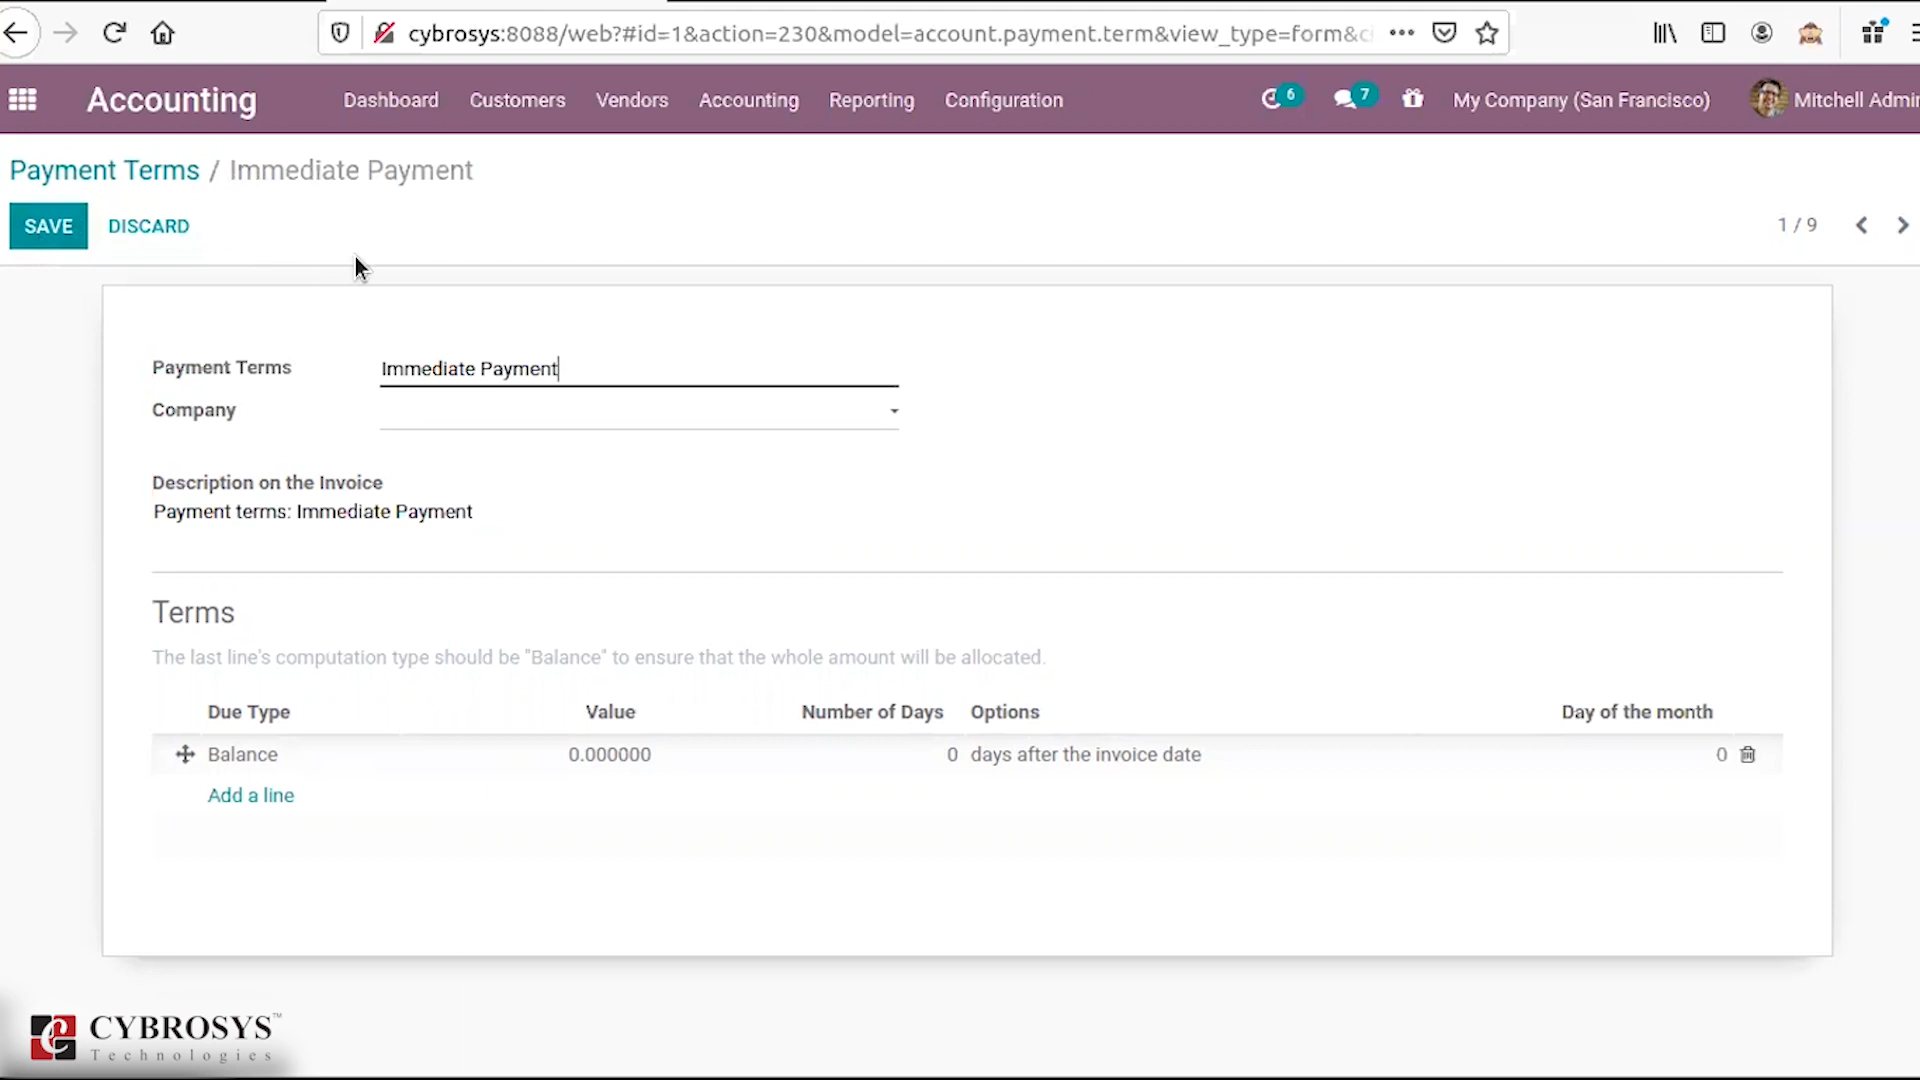 cybrosys:8088/web?#id=1&action=230&model=account.payment.term&view_type=form&c
Accounting Dashboard Customers Vendors Accounting Reporting Configuration 6 7 My Company (San Francisco) Mitchell Admin
Payment Terms / Immediate Payment
SAVE DISCARD 1 / 9
Payment Terms Immediate Payment
Company
Description on the Invoice
Payment terms: Immediate Payment
Terms
The last line's computation type should be "Balance" to ensure that the whole amount will be allocated.
Due Type Value Number of Days Options Day of the month
Balance 0.000000 0 days after the invoice date 0
Add a line
CYBROSYS™
Technologies